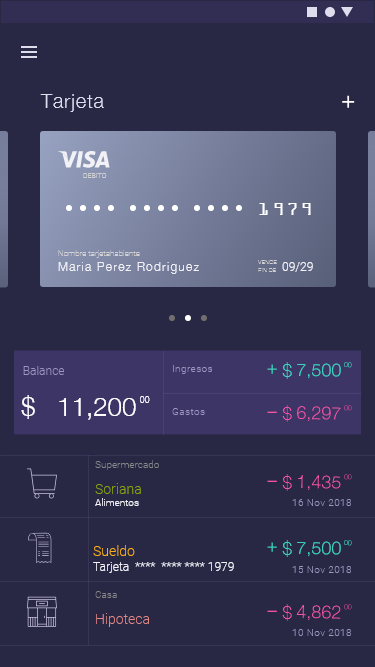 Tarjeta
VISA
DEBITO
•••• •••• •••• 1979
Nombre tarjetahabiente
Maria Perez Rodriguez
VENCE
FIN DE 09/29
Balance
$ 11,200 00
Ingresos
+ $ 7,500 00
Gastos
− $ 6,297 00
Supermercado
Soriana
Alimentos
− $ 1,435 00
16 Nov 2018
Sueldo
Tarjeta **** **** **** 1979
+ $ 7,500 00
15 Nov 2018
Casa
Hipoteca
− $ 4,862 00
10 Nov 2018